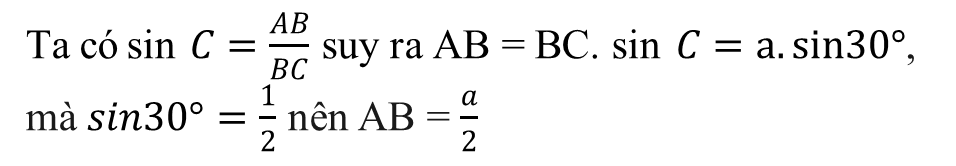 Ta có sin C = AB/BC suy ra AB = BC. sin C = a. sin30°,
mà sin30° = 1/2 nên AB = a/2